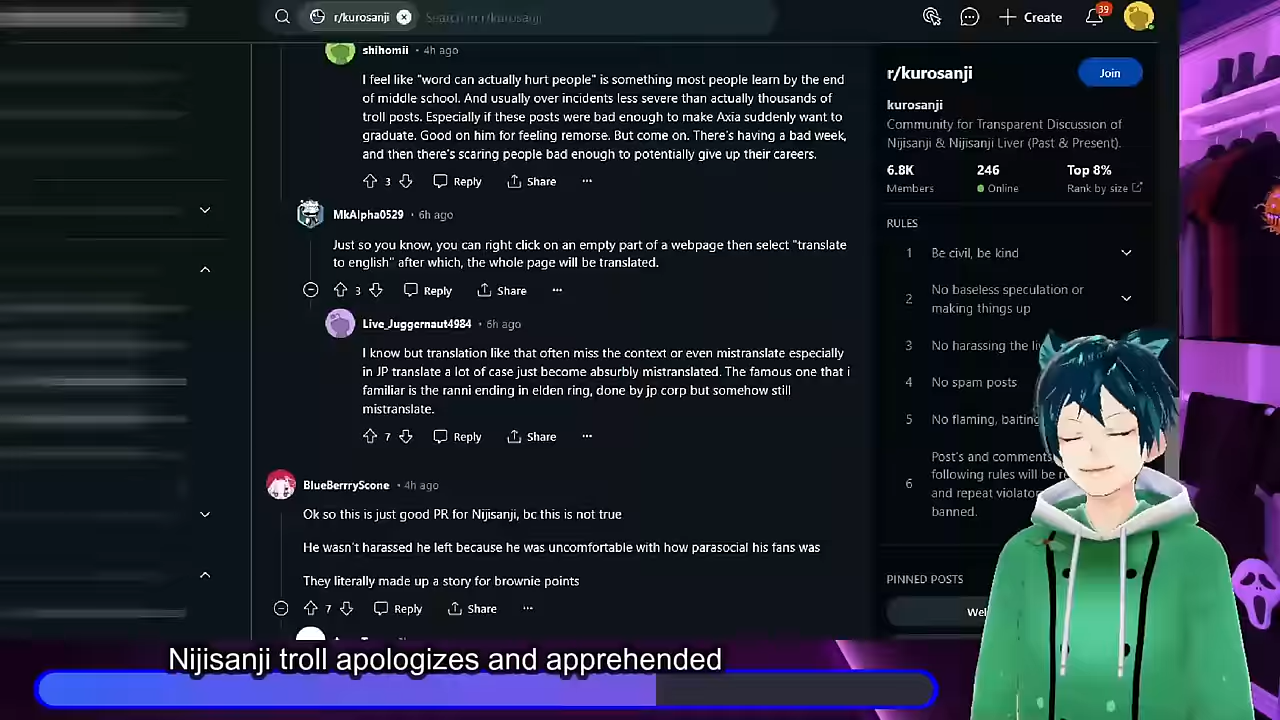 r/kurosanji
Search in r/kurosanji
Create
39
shihomii • 4h ago
I feel like "word can actually hurt people" is something most people learn by the end
of middle school. And usually over incidents less severe than actually thousands of
troll posts. Especially if these posts were bad enough to make Axia suddenly want to
graduate. Good on him for feeling remorse. But come on. There's having a bad week,
and then there's scaring people bad enough to potentially give up their careers.
3 Reply Share ...
MkAlpha0529 • 6h ago
Just so you know, you can right click on an empty part of a webpage then select "translate
to english" after which, the whole page will be translated.
3 Reply Share ...
Live_Juggernaut4984 • 6h ago
I know but translation like that often miss the context or even mistranslate especially
in JP translate a lot of case just become absurbly mistranslated. The famous one that i
familiar is the ranni ending in elden ring, done by jp corp but somehow still
mistranslate.
7 Reply Share ...
BlueBerrryScone • 4h ago
Ok so this is just good PR for Nijisanji, bc this is not true
He wasn't harassed he left because he was uncomfortable with how parasocial his fans was
They literally made up a story for brownie points
7 Reply Share ...
r/kurosanji
Join
kurosanji
Community for Transparent Discussion of
Nijisanji & Nijisanji Liver (Past & Present).
6.8K 246 Top 8%
Members Online Rank by size
RULES
1 Be civil, be kind
2 No baseless speculation or
making things up
3 No harassing the
4 No spam posts
5 No flaming, baiting
Post's and comments
following rules will be
6 and repeat
banned.
PINNED POSTS
Nijisanji troll apologizes and apprehended